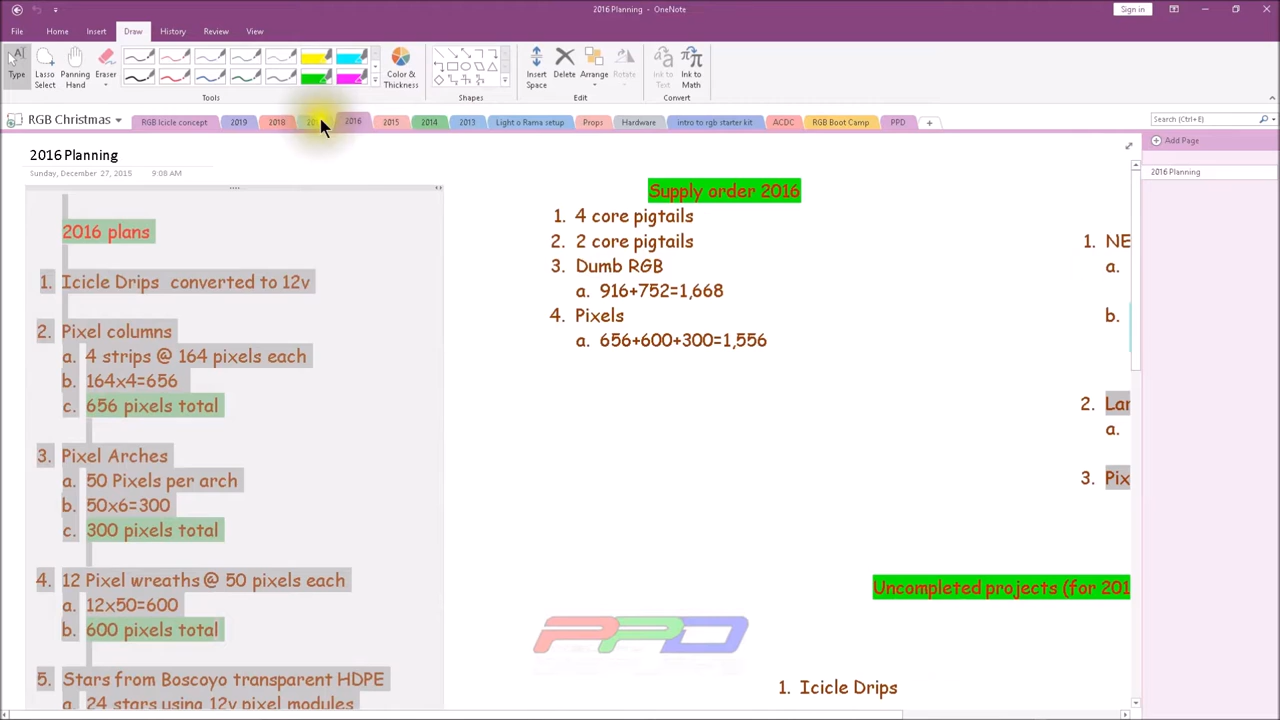 2016 Planning - OneNote
Sign in
File
Home
Insert
Draw
History
Review
View
Type
Lasso Select
Panning Hand
Eraser
Color & Thickness
Insert Space
Delete
Arrange
Rotate
Ink to Text
Ink to Math
Tools
Shapes
Edit
Convert
RGB Christmas
RGB Icicle concept
2019
2018
2016
2015
2014
2013
Light o Rama setup
Props
Hardware
intro to rgb starter kit
ACDC
RGB Boot Camp
PPD
Search (Ctrl+E)
Add Page
2016 Planning
2016 Planning
Sunday, December 27, 2015 9:08 AM
2016 plans
1. Icicle Drips converted to 12v
2. Pixel columns
a. 4 strips @ 164 pixels each
b. 164x4=656
c. 656 pixels total
3. Pixel Arches
a. 50 Pixels per arch
b. 50x6=300
c. 300 pixels total
4. 12 Pixel wreaths @ 50 pixels each
a. 12x50=600
b. 600 pixels total
5. Stars from Boscoyo transparent HDPE
a. 24 stars using 12v pixel modules
Supply order 2016
1. 4 core pigtails
2. 2 core pigtails
3. Dumb RGB
a. 916+752=1,668
4. Pixels
a. 656+600+300=1,556
1. NE
a.
b.
2. Lar
a.
3. Pix
Uncompleted projects (for 201
1. Icicle Drips
PPD